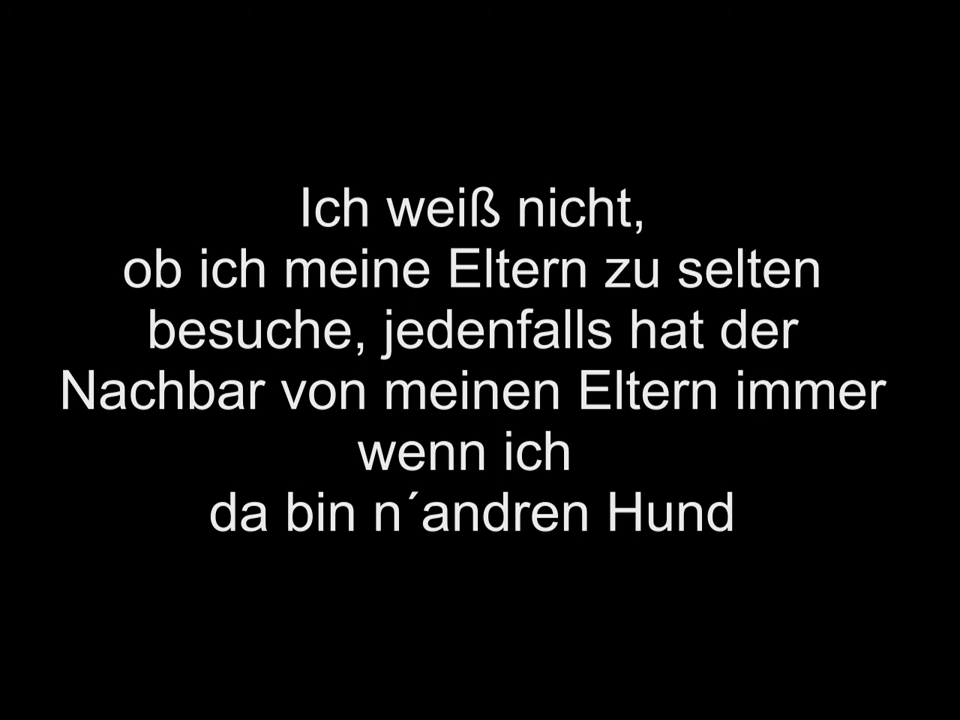 Ich weiß nicht,
ob ich meine Eltern zu selten
besuche, jedenfalls hat der
Nachbar von meinen Eltern immer
wenn ich
da bin n´andren Hund